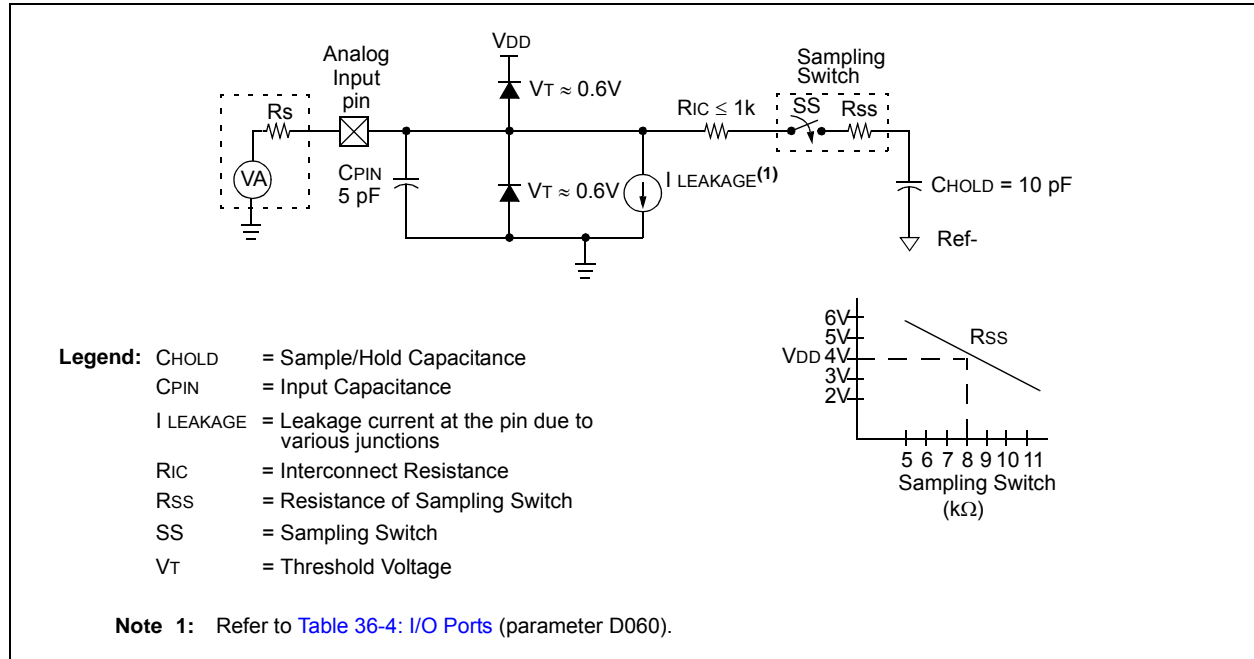 VDD
Analog
Input
pin
Sampling
Switch
VT ≈ 0.6V
Rs
RIC ≤ 1k
SS
Rss
VA
CPIN
5 pF
VT ≈ 0.6V
I LEAKAGE(1)
CHOLD = 10 pF
Ref-
6V
5V
VDD 4V
3V
2V
RSS
5 6 7 8 9 10 11
Sampling Switch
(kΩ)
Legend: CHOLD = Sample/Hold Capacitance
CPIN = Input Capacitance
I LEAKAGE = Leakage current at the pin due to
various junctions
RIC = Interconnect Resistance
RSS = Resistance of Sampling Switch
SS = Sampling Switch
VT = Threshold Voltage
Note 1: Refer to Table 36-4: I/O Ports (parameter D060).